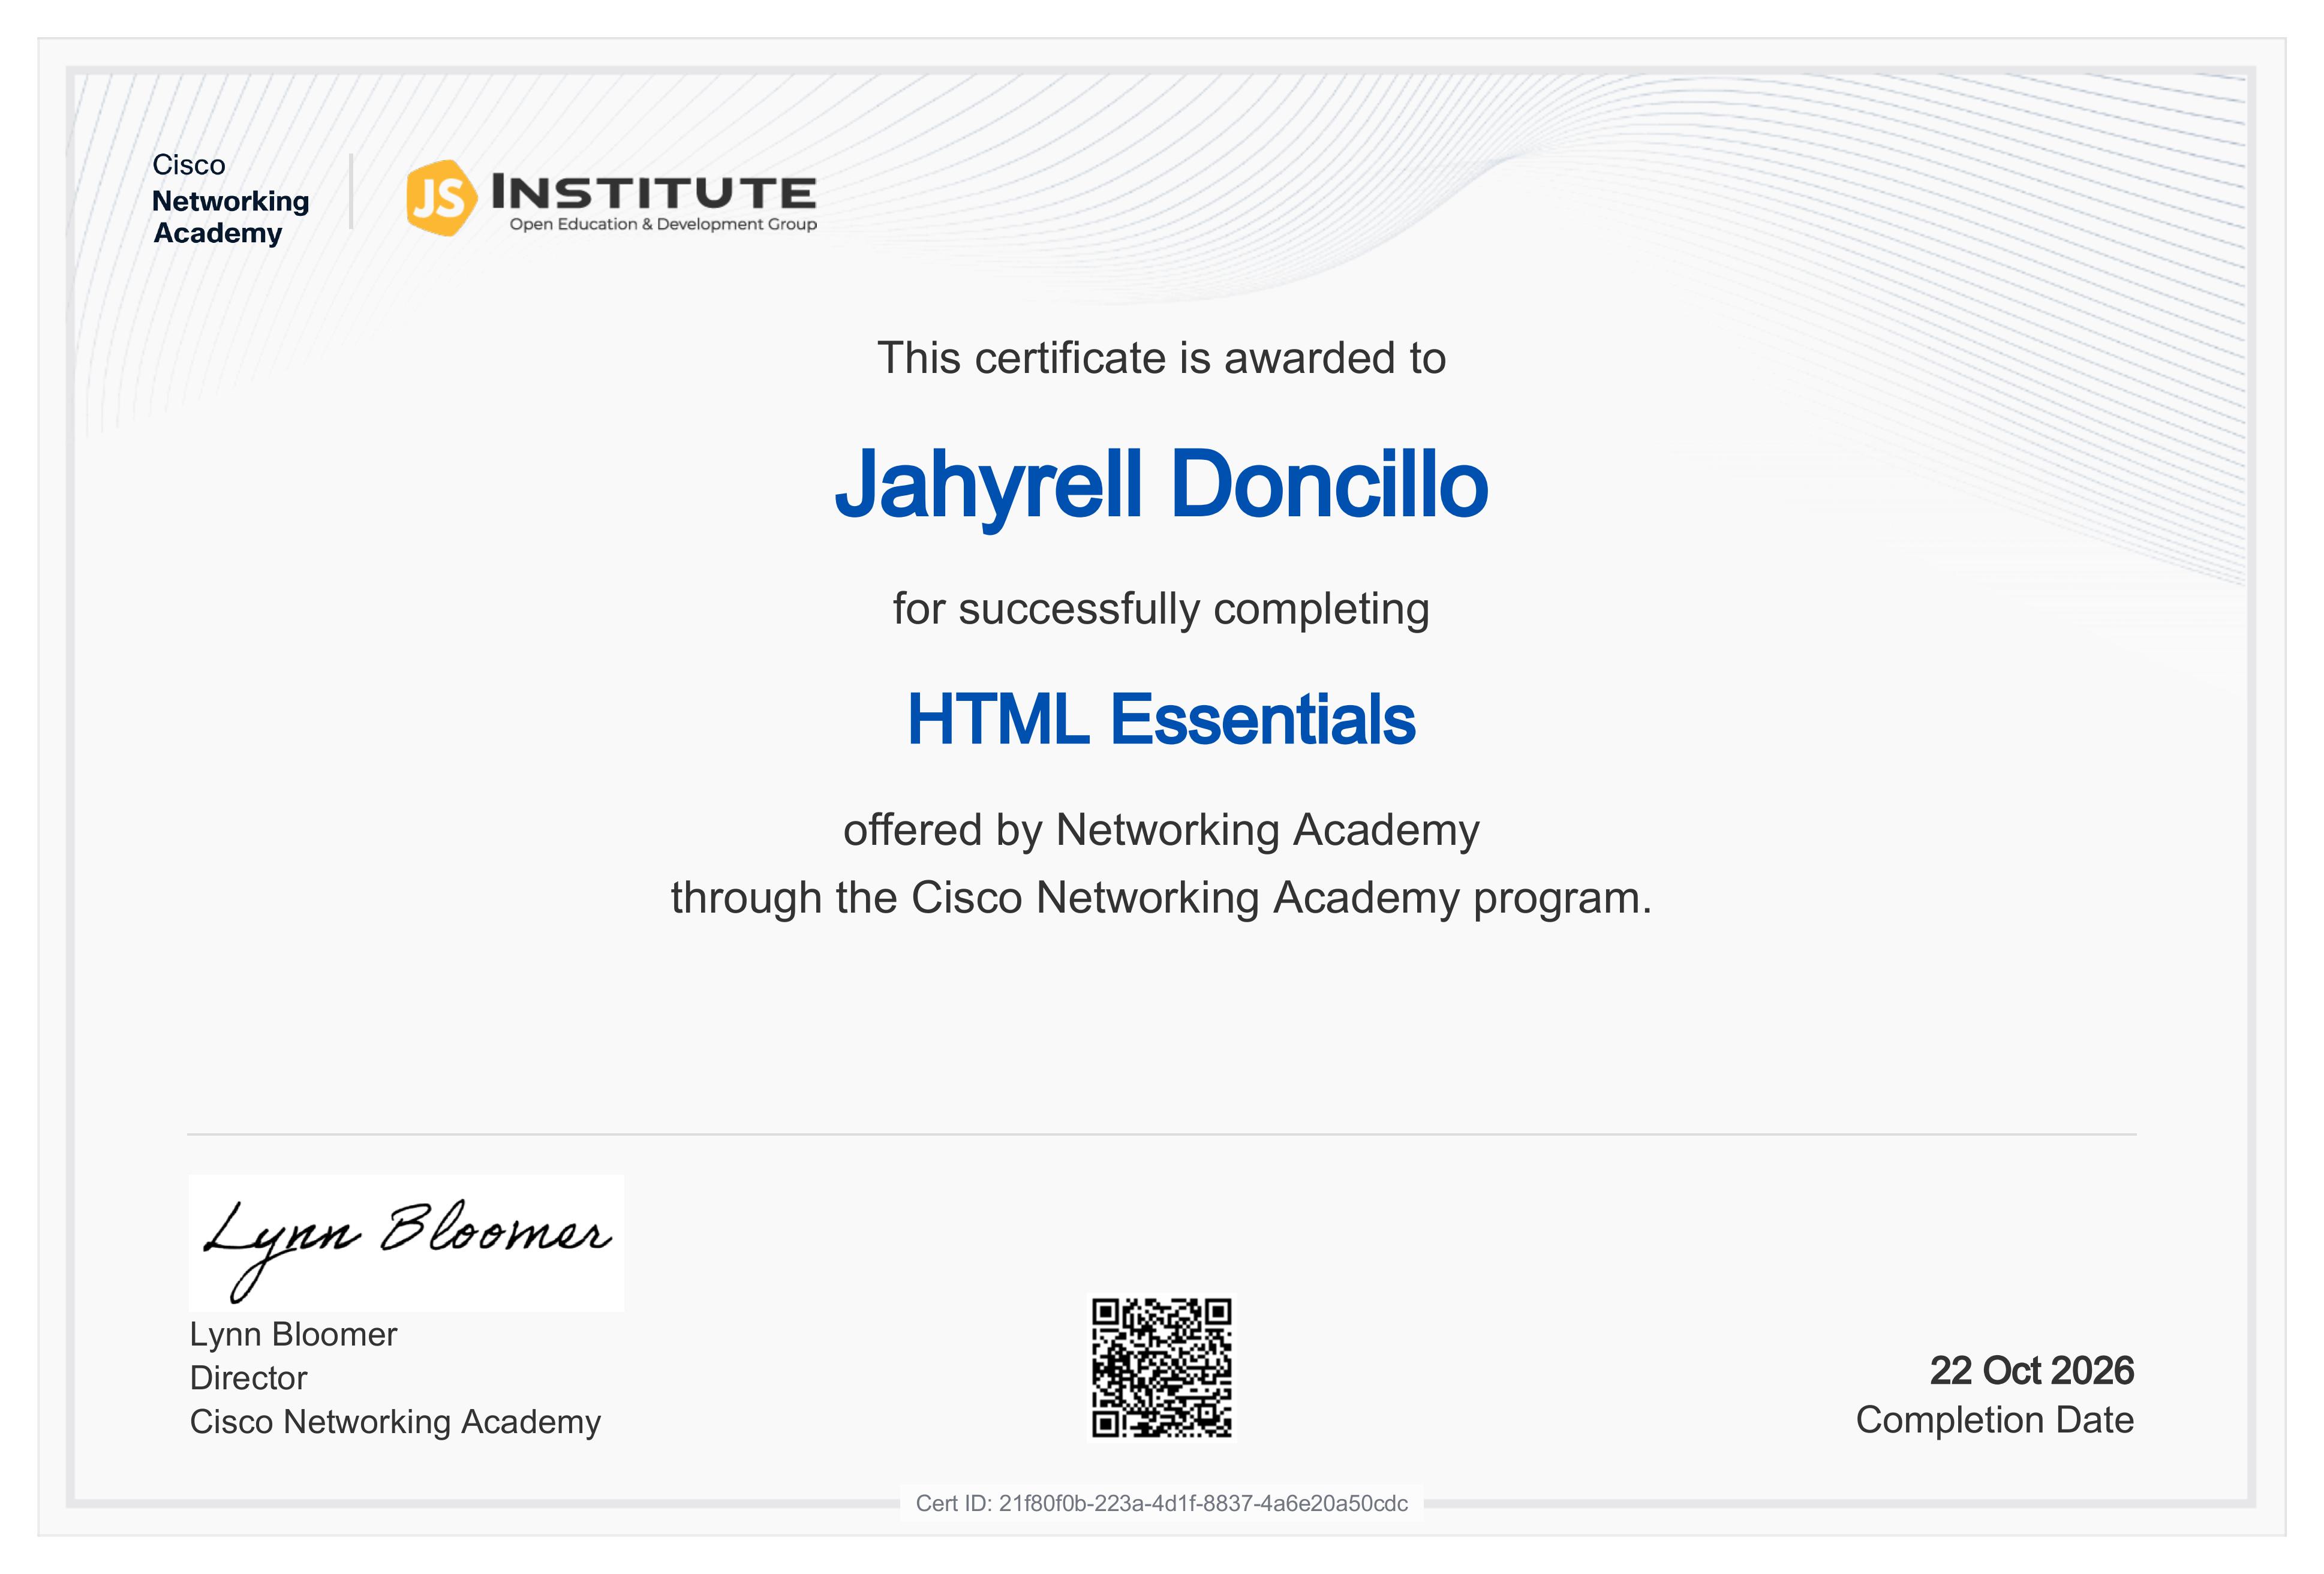 Cisco
Networking
Academy
JS INSTITUTE
Open Education & Development Group
This certificate is awarded to
Jahyrell Doncillo
for successfully completing
HTML Essentials
offered by Networking Academy
through the Cisco Networking Academy program.
Lynn Bloomer
Lynn Bloomer
Director
Cisco Networking Academy
22 Oct 2026
Completion Date
Cert ID: 21f80f0b-223a-4d1f-8837-4a6e20a50cdc